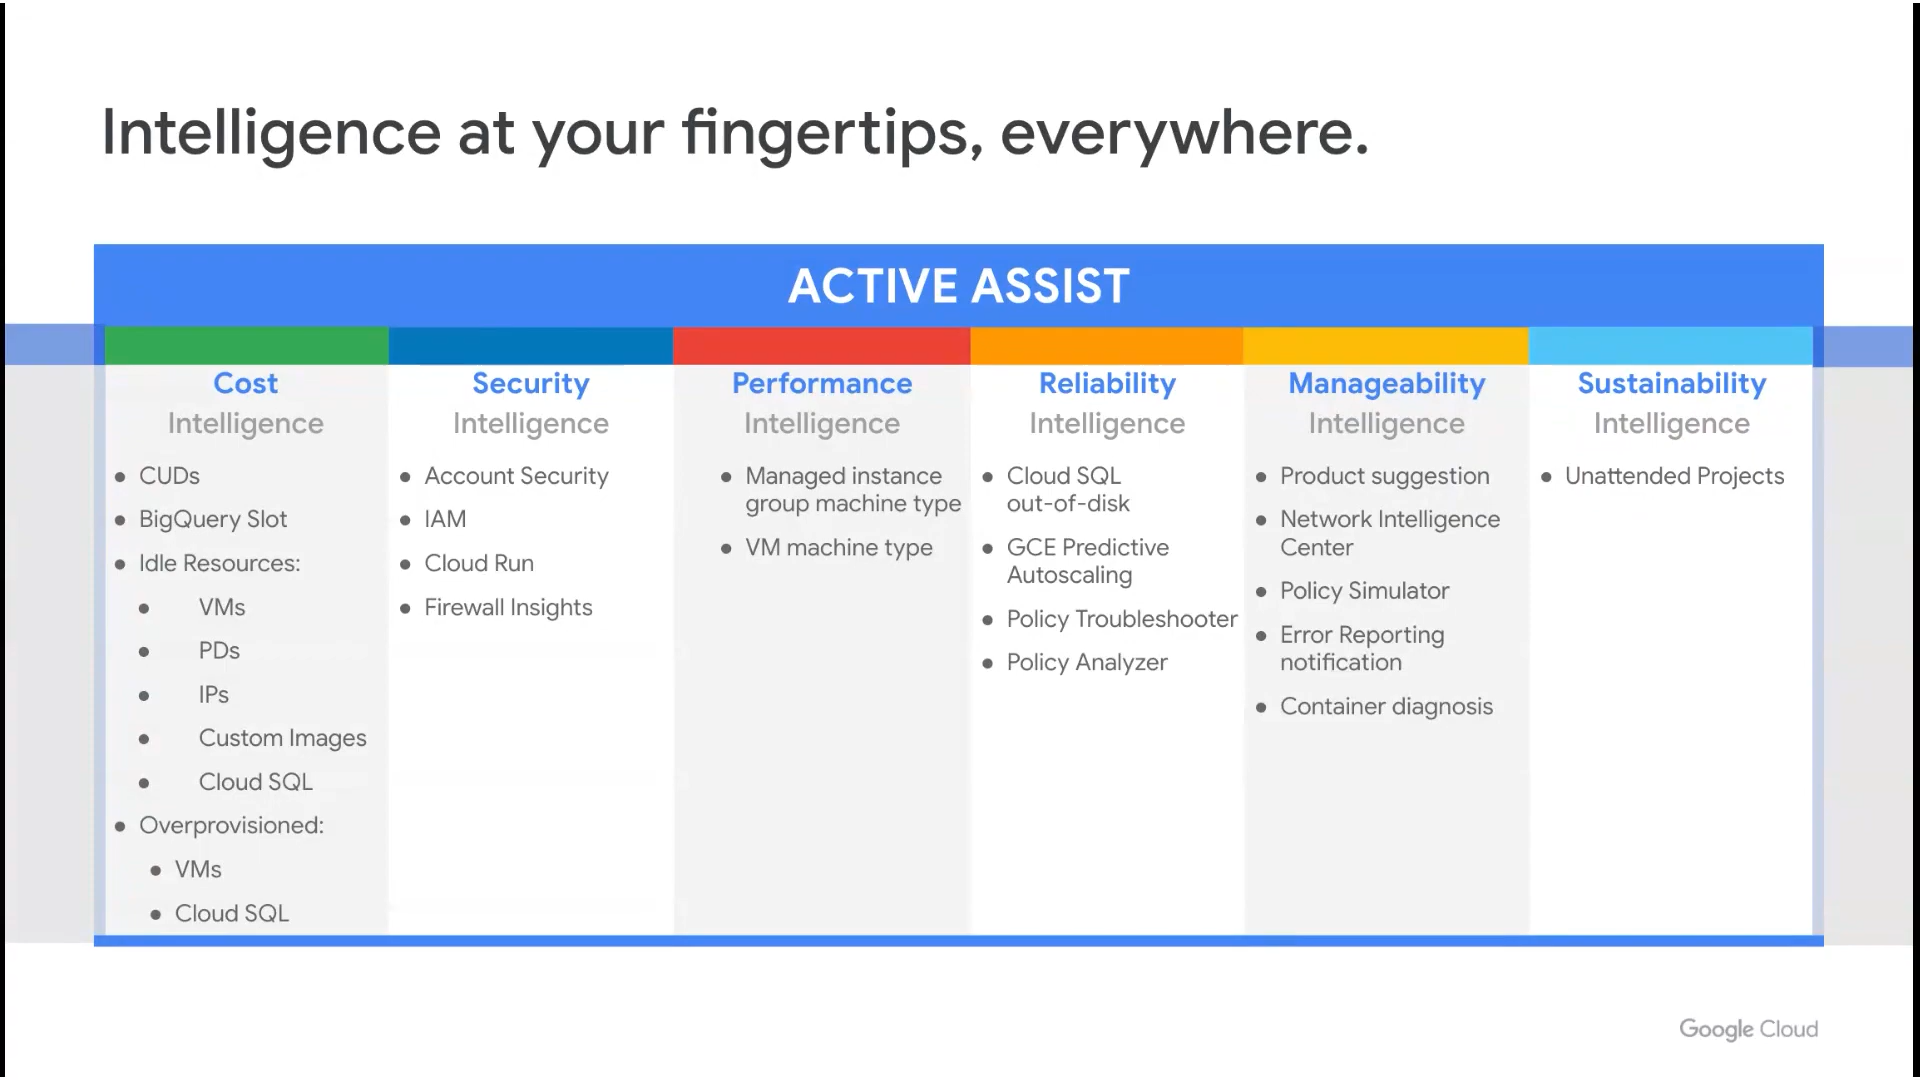 Intelligence at your fingertips, everywhere.
ACTIVE ASSIST
Cost
Intelligence
● CUDs
● BigQuery Slot
● Idle Resources:
● VMs
● PDs
● IPs
● Custom Images
● Cloud SQL
● Overprovisioned:
● VMs
● Cloud SQL
Security
Intelligence
● Account Security
● IAM
● Cloud Run
● Firewall Insights
Performance
Intelligence
● Managed instance
group machine type
● VM machine type
Reliability
Intelligence
● Cloud SQL
out-of-disk
● GCE Predictive
Autoscaling
● Policy Troubleshooter
● Policy Analyzer
Manageability
Intelligence
● Product suggestion
● Network Intelligence
Center
● Policy Simulator
● Error Reporting
notification
● Container diagnosis
Sustainability
Intelligence
● Unattended Projects
Google Cloud